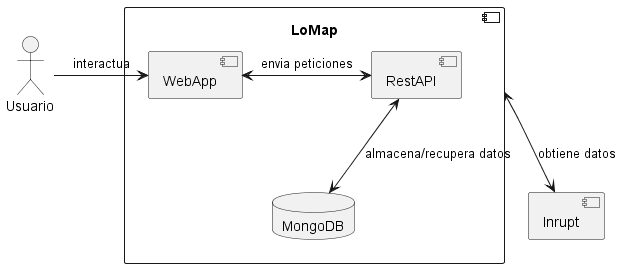 LoMap
interactua
WebApp
envia peticiones
RestAPI
Usuario
almacena/recupera datos
obtiene datos
MongoDB
Inrupt